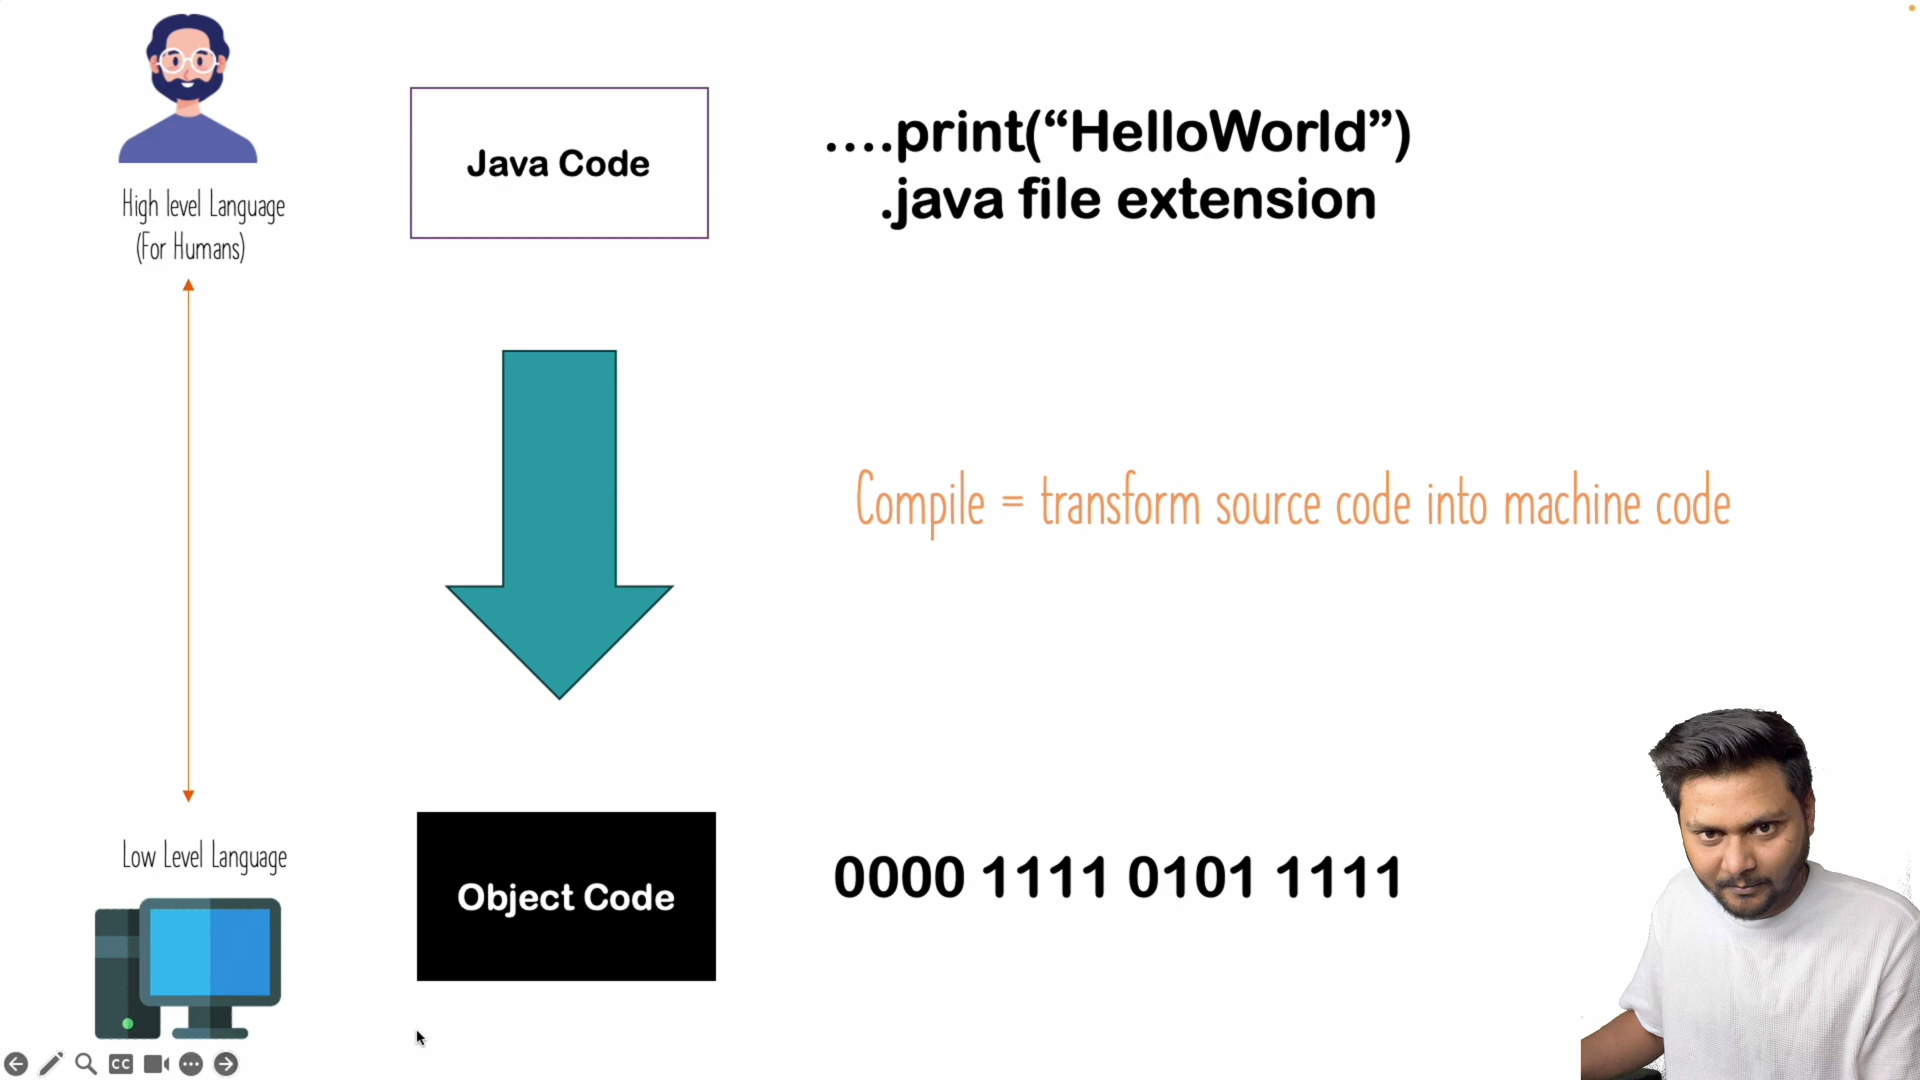 High level Language
(For Humans)
Java Code
....print(“HelloWorld”)
.java file extension
Compile = transform source code into machine code
Low Level Language
Object Code
0000 1111 0101 1111
CC